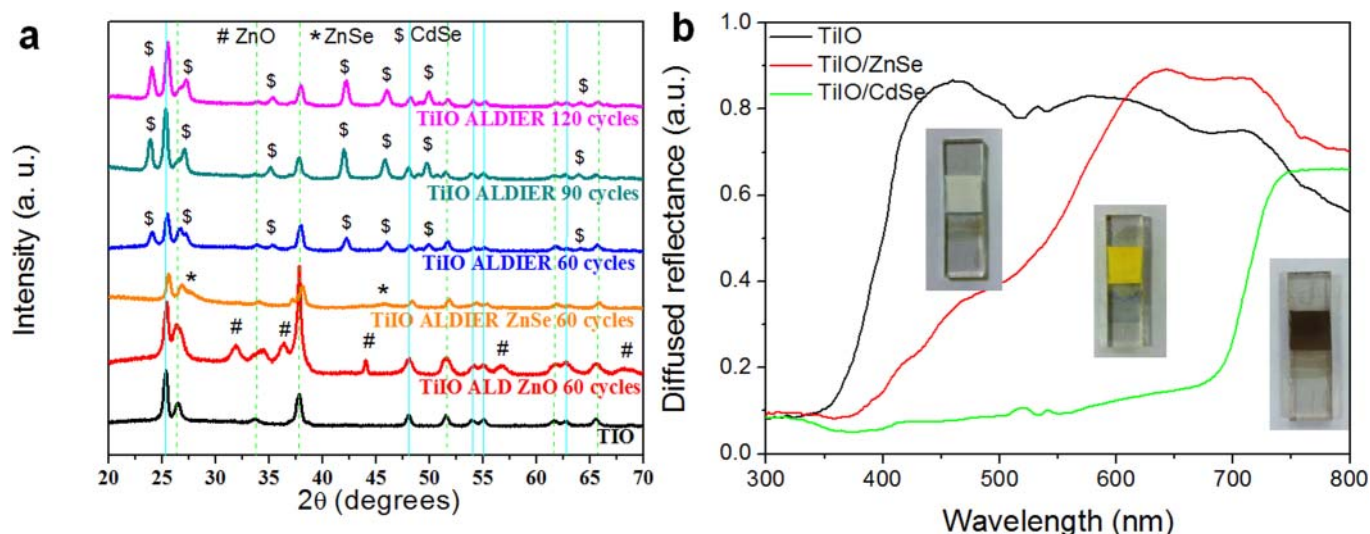 a
# ZnO *ZnSe $ CdSe
$ $ $ $ $ $ $
TiIO ALDIER 120 cycles
$ $ $ $ $ $ $
TiIO ALDIER 90 cycles
$ $ $ $ $ $ $
TiIO ALDIER 60 cycles
* *
TiIO ALDIER ZnSe 60 cycles
# # # # #
TiIO ALD ZnO 60 cycles
TIO
Intensity (a. u.)
20 25 30 35 40 45 50 55 60 65 70
2θ (degrees)
b
TiIO
TiIO/ZnSe
TiIO/CdSe
Diffused reflectance (a.u.)
1.0
0.8
0.6
0.4
0.2
0.0
300 400 500 600 700 800
Wavelength (nm)